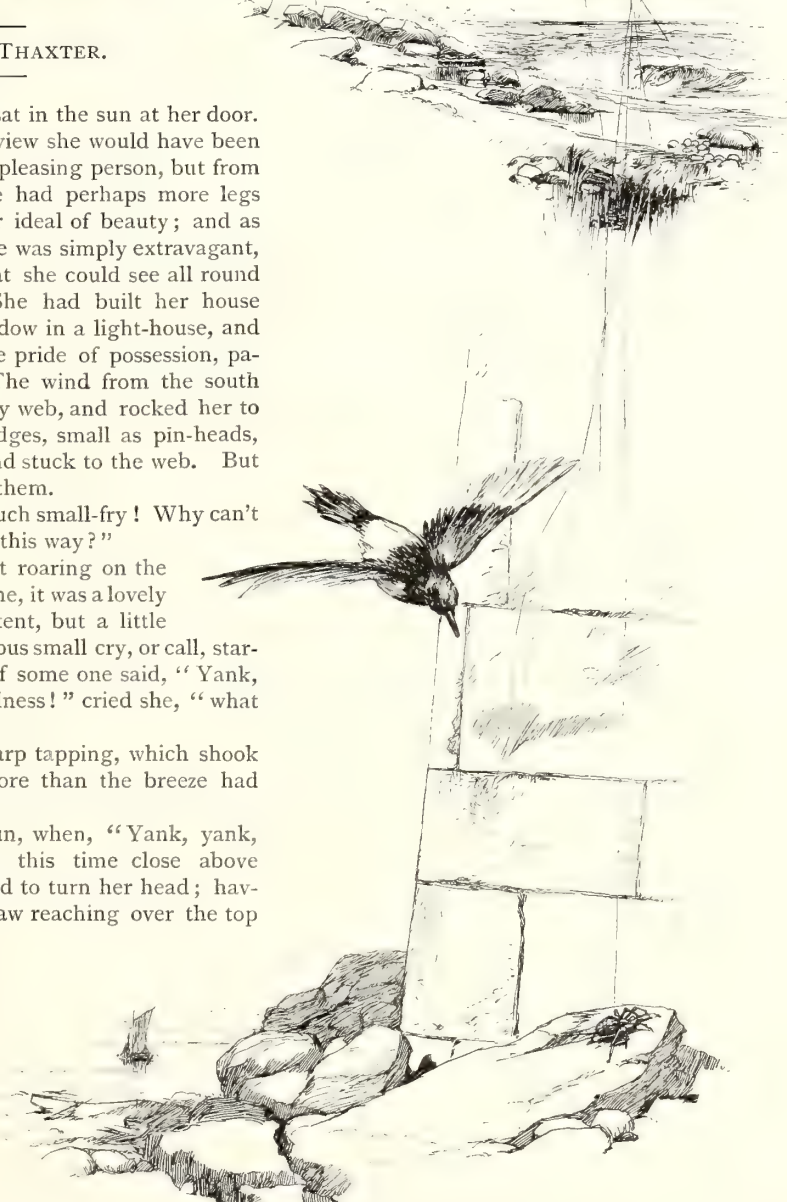 THAXTER.
at in the sun at her door.
view she would have been
pleasing person, but from
had perhaps more legs
ideal of beauty; and as
was simply extravagant,
she could see all round
She had built her house
dow in a light-house, and
pride of possession, pa-
The wind from the south
y web, and rocked her to
dges, small as pin-heads,
d stuck to the web. But
them.
uch small-fry! Why can't
this way?"
roaring on the
ne, it was a lovely
tent, but a little
ous small cry, or call, star-
f some one said, "Yank,
iness!" cried she, "what
arp tapping, which shook
ore than the breeze had
un, when, "Yank, yank,
this time close above
d to turn her head; hav-
aw reaching over the top